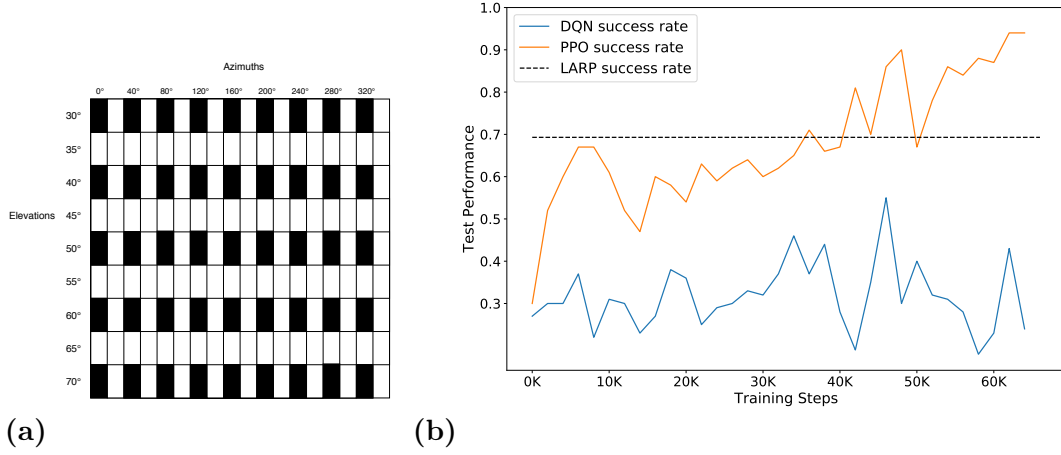 Azimuths
0° 40° 80° 120° 160° 200° 240° 280° 320°
30°
35°
40°
45°
Elevations
50°
55°
60°
65°
70°
(a)
DQN success rate
PPO success rate
LARP success rate
1.0
0.9
0.8
0.7
0.6
0.5
0.4
0.3
Test Performance
0K 10K 20K 30K 40K 50K 60K
Training Steps
(b)